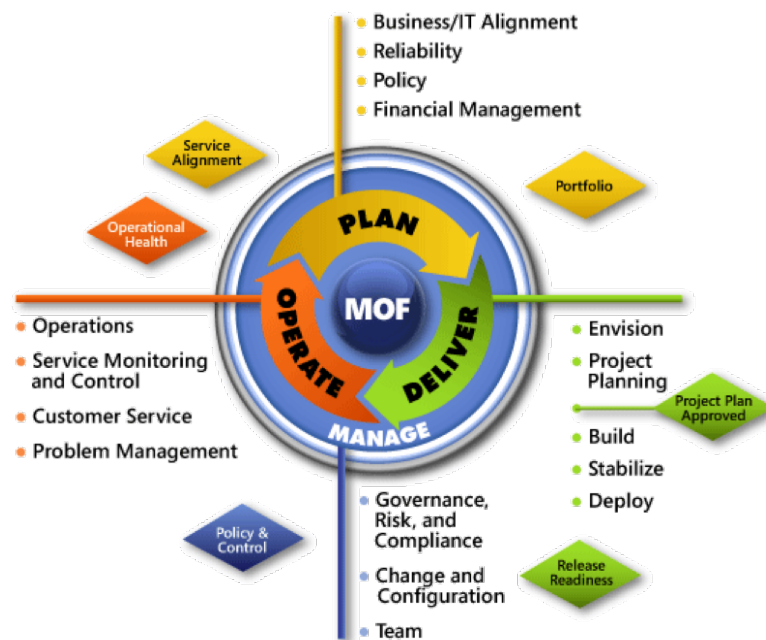 Business/IT Alignment
Reliability
Policy
Financial Management
Service
Alignment
Portfolio
Operational
Health
PLAN
DELIVER
OPERATE
MOF
MANAGE
Operations
Service Monitoring
and Control
Customer Service
Problem Management
Envision
Project
Planning
Project Plan
Approved
Build
Stabilize
Deploy
Policy &
Control
Governance,
Risk, and
Compliance
Change and
Configuration
Team
Release
Readiness